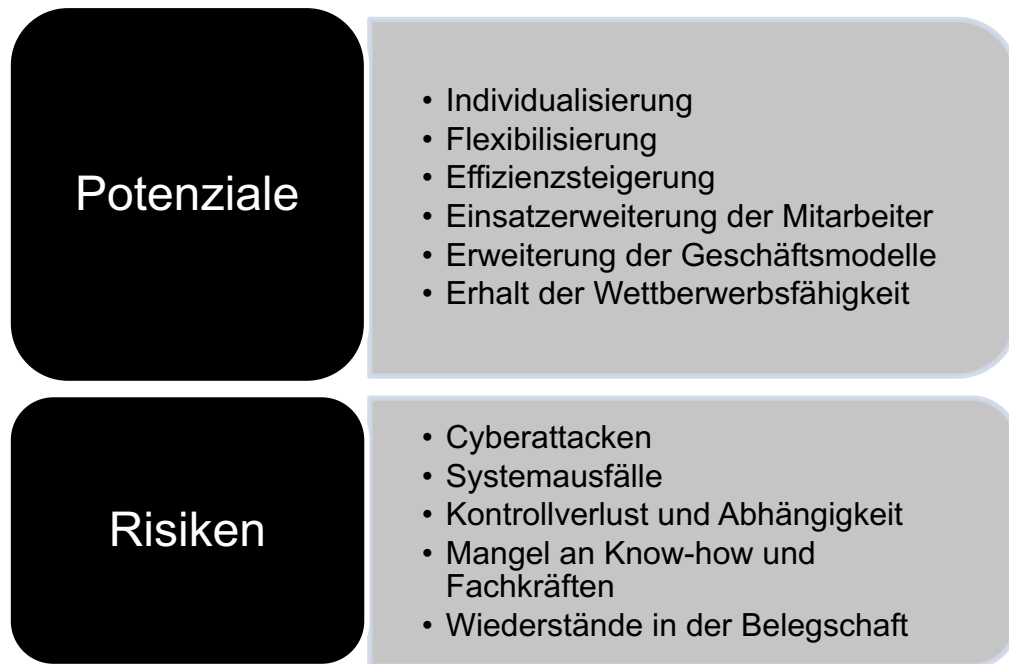 Potenziale
• Individualisierung
• Flexibilisierung
• Effizienzsteigerung
• Einsatzerweiterung der Mitarbeiter
• Erweiterung der Geschäftsmodelle
• Erhalt der Wettberwerbsfähigkeit
Risiken
• Cyberattacken
• Systemausfälle
• Kontrollverlust und Abhängigkeit
• Mangel an Know-how und
Fachkräften
• Wiederstände in der Belegschaft